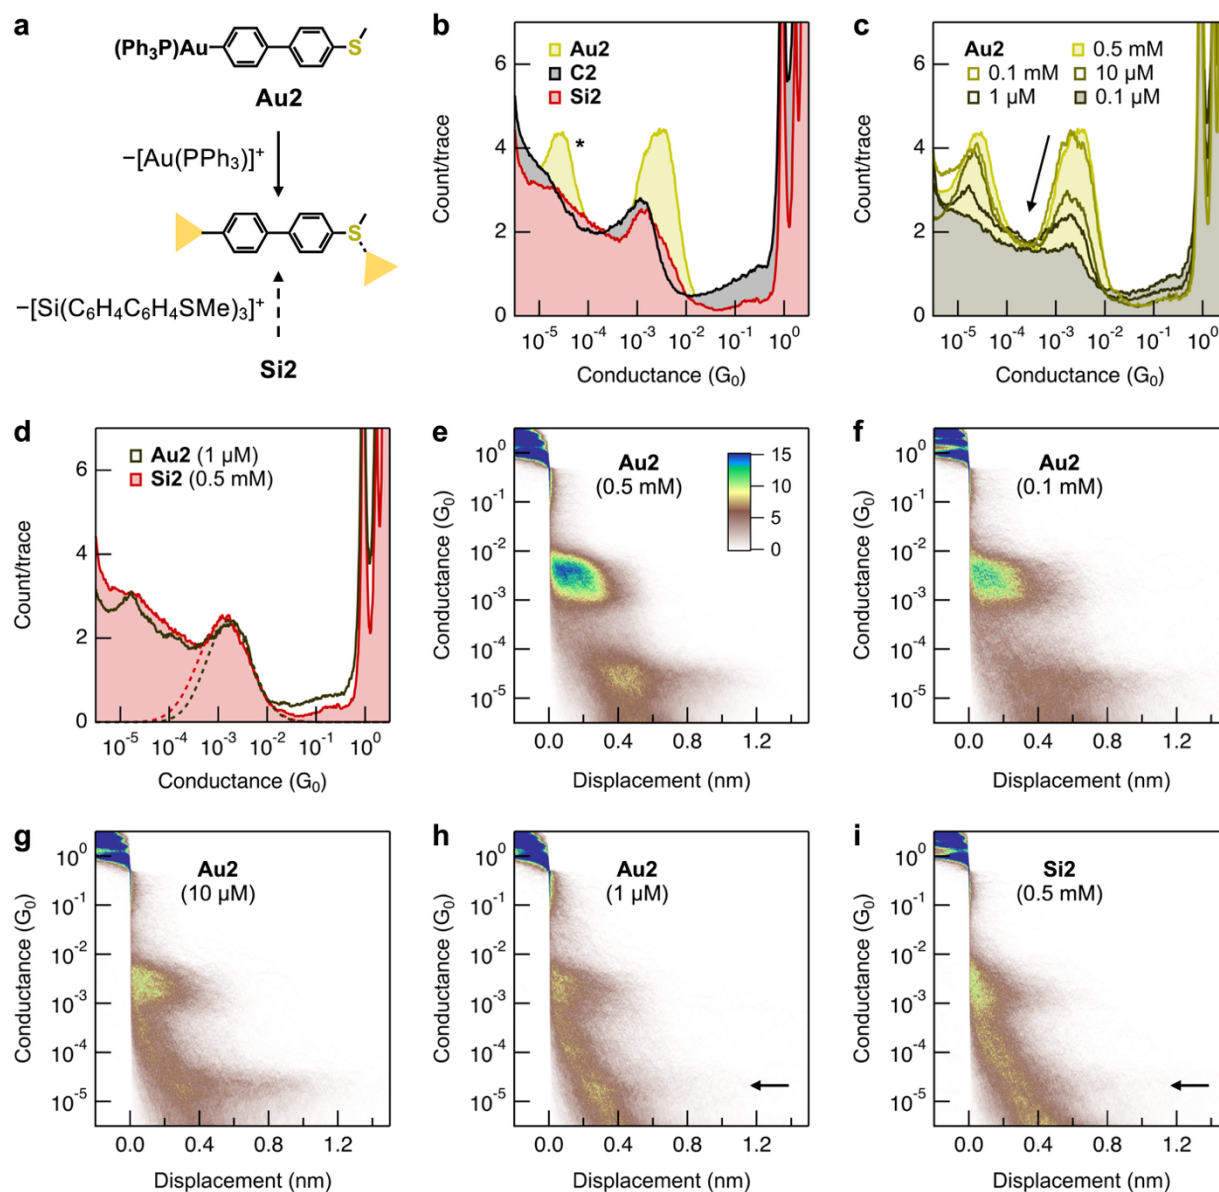 a
(Ph₃P)Au
S
Au2
−[Au(PPh₃)]⁺
S
−[Si(C₆H₄C₆H₄SMe)₃]⁺
Si2
b
6
4
2
0
Count/trace
Au2
C2
Si2
*
10⁻⁵ 10⁻⁴ 10⁻³ 10⁻² 10⁻¹ 10⁰
Conductance (G₀)
c
6
4
2
0
Count/trace
Au2 0.5 mM
0.1 mM 10 µM
1 µM 0.1 µM
10⁻⁵ 10⁻⁴ 10⁻³ 10⁻² 10⁻¹ 10⁰
Conductance (G₀)
d
6
4
2
0
Count/trace
Au2 (1 µM)
Si2 (0.5 mM)
10⁻⁵ 10⁻⁴ 10⁻³ 10⁻² 10⁻¹ 10⁰
Conductance (G₀)
e
10⁰
10⁻¹
10⁻²
10⁻³
10⁻⁴
10⁻⁵
Conductance (G₀)
Au2
(0.5 mM)
15
10
5
0
0.0 0.4 0.8 1.2
Displacement (nm)
f
10⁰
10⁻¹
10⁻²
10⁻³
10⁻⁴
10⁻⁵
Conductance (G₀)
Au2
(0.1 mM)
0.0 0.4 0.8 1.2
Displacement (nm)
g
10⁰
10⁻¹
10⁻²
10⁻³
10⁻⁴
10⁻⁵
Conductance (G₀)
Au2
(10 µM)
0.0 0.4 0.8 1.2
Displacement (nm)
h
10⁰
10⁻¹
10⁻²
10⁻³
10⁻⁴
10⁻⁵
Conductance (G₀)
Au2
(1 µM)
0.0 0.4 0.8 1.2
Displacement (nm)
i
10⁰
10⁻¹
10⁻²
10⁻³
10⁻⁴
10⁻⁵
Conductance (G₀)
Si2
(0.5 mM)
0.0 0.4 0.8 1.2
Displacement (nm)